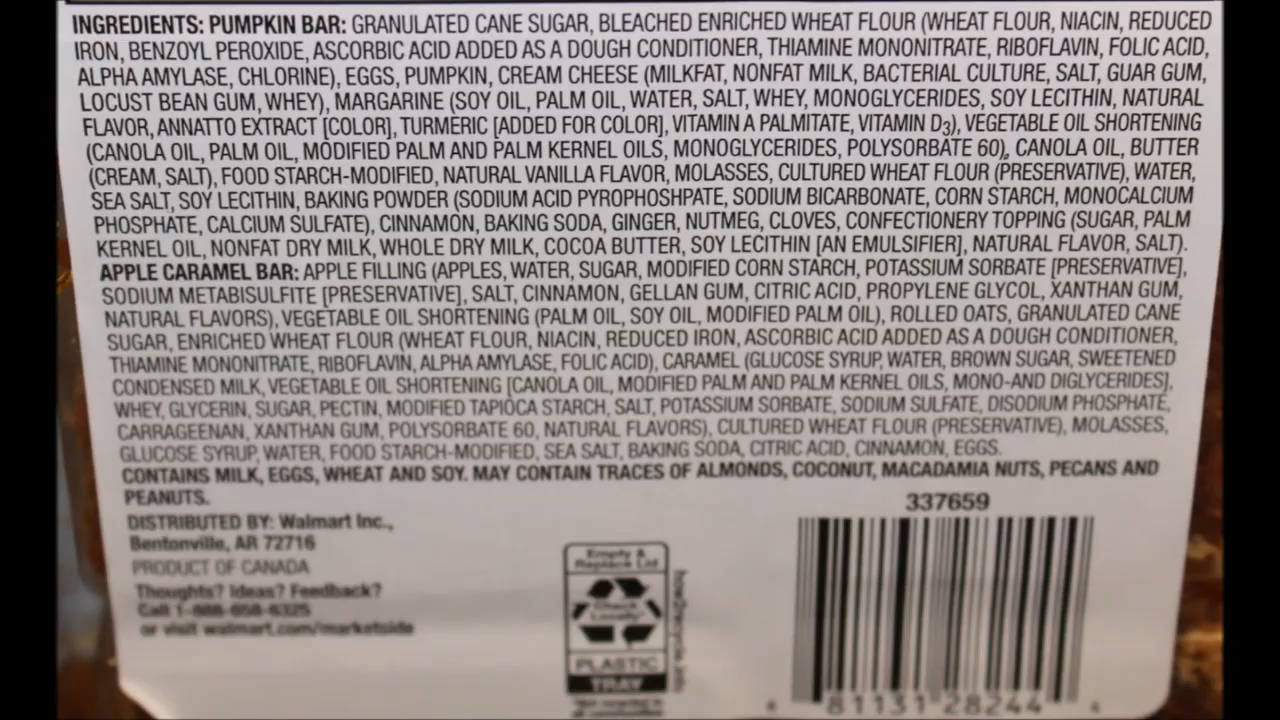 INGREDIENTS: PUMPKIN BAR: GRANULATED CANE SUGAR, BLEACHED ENRICHED WHEAT FLOUR (WHEAT FLOUR, NIACIN, REDUCED
IRON, BENZOYL PEROXIDE, ASCORBIC ACID ADDED AS A DOUGH CONDITIONER, THIAMINE MONONITRATE, RIBOFLAVIN, FOLIC ACID,
ALPHA AMYLASE, CHLORINE), EGGS, PUMPKIN, CREAM CHEESE (MILKFAT, NONFAT MILK, BACTERIAL CULTURE, SALT, GUAR GUM,
LOCUST BEAN GUM, WHEY), MARGARINE (SOY OIL, PALM OIL, WATER, SALT, WHEY, MONOGLYCERIDES, SOY LECITHIN, NATURAL
FLAVOR, ANNATTO EXTRACT [COLOR], TURMERIC [ADDED FOR COLOR], VITAMIN A PALMITATE, VITAMIN D3), VEGETABLE OIL SHORTENING
(CANOLA OIL, PALM OIL, MODIFIED PALM AND PALM KERNEL OILS, MONOGLYCERIDES, POLYSORBATE 60), CANOLA OIL, BUTTER
(CREAM, SALT), FOOD STARCH-MODIFIED, NATURAL VANILLA FLAVOR, MOLASSES, CULTURED WHEAT FLOUR (PRESERVATIVE), WATER,
SEA SALT, SOY LECITHIN, BAKING POWDER (SODIUM ACID PYROPHOSHPATE, SODIUM BICARBONATE, CORN STARCH, MONOCALCIUM
PHOSPHATE, CALCIUM SULFATE), CINNAMON, BAKING SODA, GINGER, NUTMEG, CLOVES, CONFECTIONERY TOPPING (SUGAR, PALM
KERNEL OIL, NONFAT DRY MILK, WHOLE DRY MILK, COCOA BUTTER, SOY LECITHIN [AN EMULSIFIER], NATURAL FLAVOR, SALT).
APPLE CARAMEL BAR: APPLE FILLING (APPLES, WATER, SUGAR, MODIFIED CORN STARCH, POTASSIUM SORBATE [PRESERVATIVE],
SODIUM METABISULFITE [PRESERVATIVE], SALT, CINNAMON, GELLAN GUM, CITRIC ACID, PROPYLENE GLYCOL, XANTHAN GUM,
NATURAL FLAVORS), VEGETABLE OIL SHORTENING (PALM OIL, SOY OIL, MODIFIED PALM OIL), ROLLED OATS, GRANULATED CANE
SUGAR, ENRICHED WHEAT FLOUR (WHEAT FLOUR, NIACIN, REDUCED IRON, ASCORBIC ACID ADDED AS A DOUGH CONDITIONER,
THIAMINE MONONITRATE, RIBOFLAVIN, ALPHA AMYLASE, FOLIC ACID), CARAMEL (GLUCOSE SYRUP, WATER, BROWN SUGAR, SWEETENED
CONDENSED MILK, VEGETABLE OIL SHORTENING [CANOLA OIL, MODIFIED PALM AND PALM KERNEL OILS, MONO-AND DIGLYCERIDES],
WHEY, GLYCERIN, SUGAR, PECTIN, MODIFIED TAPIOCA STARCH, SALT, POTASSIUM SORBATE, SODIUM SULFATE, DISODIUM PHOSPHATE,
CARRAGEENAN, XANTHAN GUM, POLYSORBATE 60, NATURAL FLAVORS), CULTURED WHEAT FLOUR (PRESERVATIVE), MOLASSES,
GLUCOSE SYRUP, WATER, FOOD STARCH-MODIFIED, SEA SALT, BAKING SODA, CITRIC ACID, CINNAMON, EGGS.
CONTAINS MILK, EGGS, WHEAT AND SOY. MAY CONTAIN TRACES OF ALMONDS, COCONUT, MACADAMIA NUTS, PECANS AND
PEANUTS.
DISTRIBUTED BY: Walmart Inc.,
Bentonville, AR 72716
PRODUCT OF CANADA
Thoughts? Ideas? Feedback?
Call
or visit walmart.com/marketside
Empty &
Replace Lid
Check
Locally
PLASTIC
TRAY
how2recycle.info
337659
81131 28244